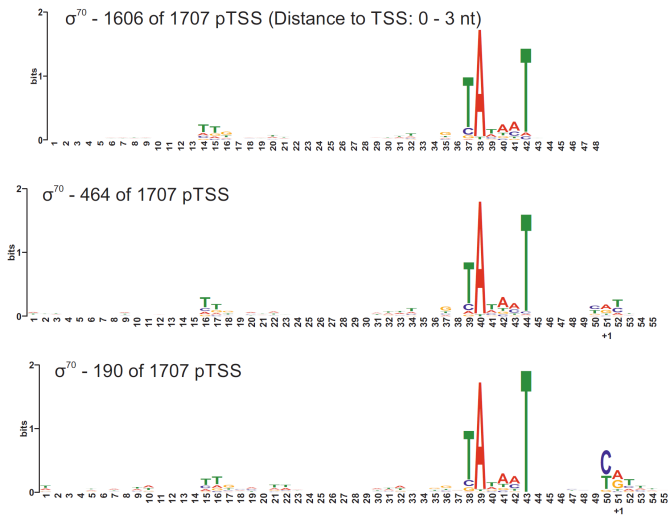 σ⁷⁰ - 1606 of 1707 pTSS (Distance to TSS: 0 - 3 nt)
2
1
0
bits
T A T A A T
1 2 3 4 5 6 7 8 9 10 11 12 13 14 15 16 17 18 19 20 21 22 23 24 25 26 27 28 29 30 31 32 33 34 35 36 37 38 39 40 41 42 43 44 45 46 47 48
σ⁷⁰ - 464 of 1707 pTSS
2
1
0
bits
T A T A A T
1 2 3 4 5 6 7 8 9 10 11 12 13 14 15 16 17 18 19 20 21 22 23 24 25 26 27 28 29 30 31 32 33 34 35 36 37 38 39 40 41 42 43 44 45 46 47 48 49 50 51 52 53 54 55
+1
σ⁷⁰ - 190 of 1707 pTSS
2
1
0
bits
T A T A A T C A T
1 2 3 4 5 6 7 8 9 10 11 12 13 14 15 16 17 18 19 20 21 22 23 24 25 26 27 28 29 30 31 32 33 34 35 36 37 38 39 40 41 42 43 44 45 46 47 48 49 50 51 52 53 54 55
+1